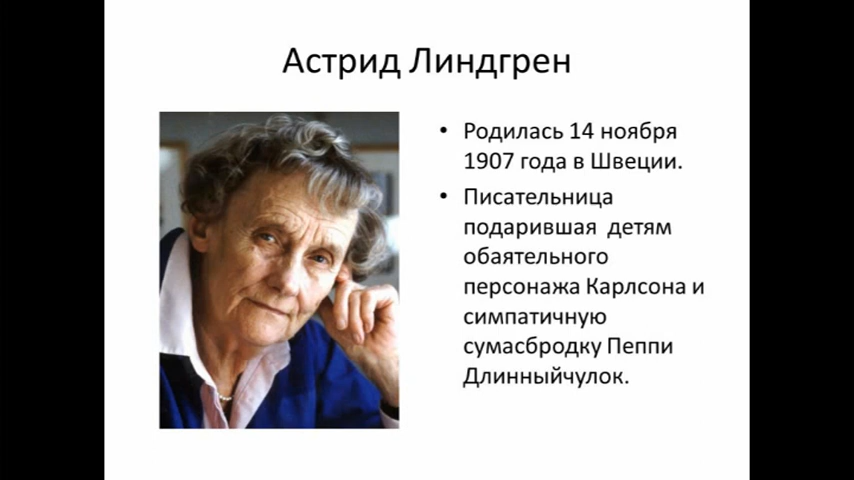 Астрид Линдгрен
• Родилась 14 ноября
1907 года в Швеции.
• Писательница
подарившая детям
обаятельного
персонажа Карлсона и
симпатичную
сумасбродку Пеппи
Длинныйчулок.